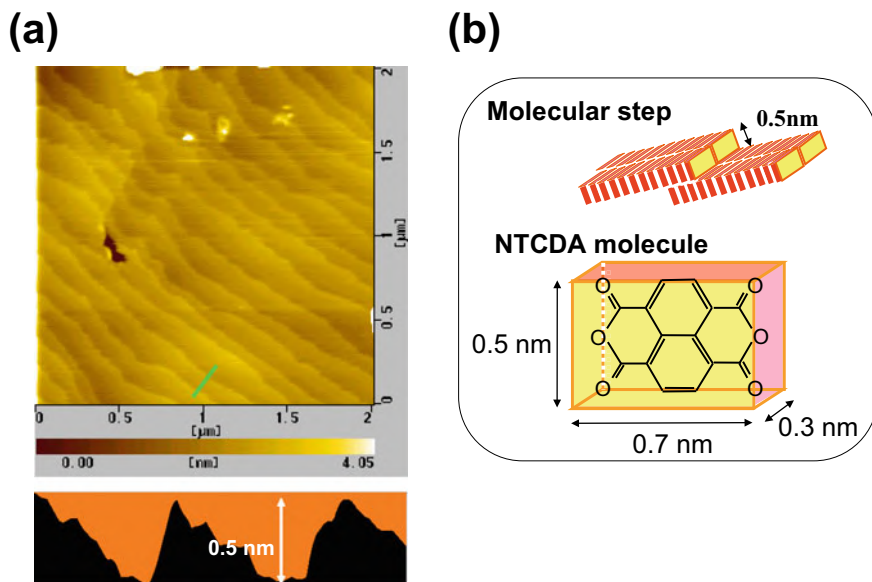 (a)
2
1.5
1
[µm]
0.5
0
0
0.5
1
[µm]
1.5
2
0.00
[nm]
4.05
0.5 nm
(b)
Molecular step
0.5nm
NTCDA molecule
O
O
O
O
O
O
0.5 nm
0.3 nm
0.7 nm